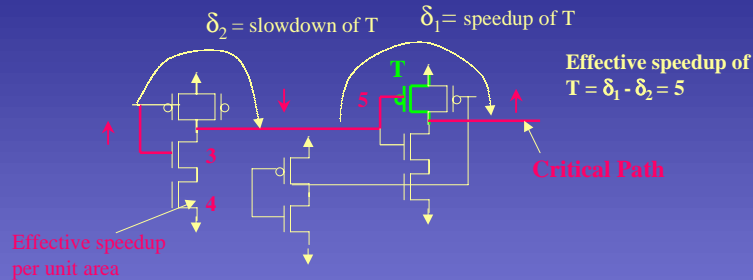 δ₂ = slowdown of T
δ₁= speedup of T
T
Effective speedup of
T = δ₁ - δ₂ = 5
5
3
4
Critical Path
Effective speedup
per unit area